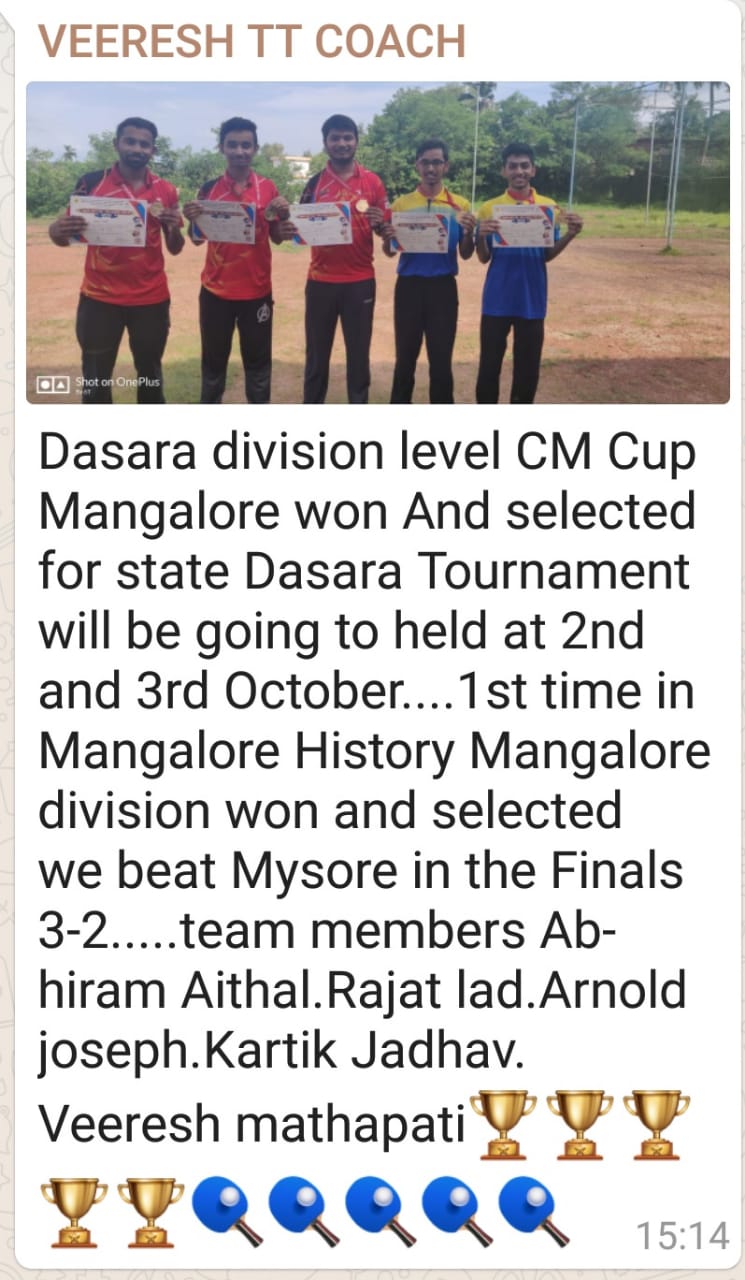 VEERESH TT COACH
Shot on OnePlus
Dasara division level CM Cup
Mangalore won And selected
for state Dasara Tournament
will be going to held at 2nd
and 3rd October....1st time in
Mangalore History Mangalore
division won and selected
we beat Mysore in the Finals
3-2.....team members Ab-
hiram Aithal.Rajat lad.Arnold
joseph.Kartik Jadhav.
Veeresh mathapati🏆🏆🏆
🏆🏆🏓🏓🏓🏓🏓
15:14